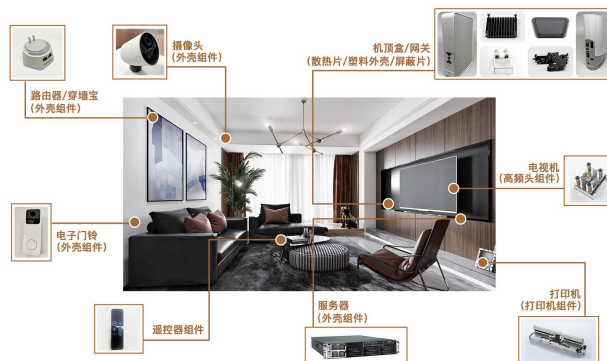 摄像头
(外壳组件)
机顶盒/网关
(散热片/塑料外壳/屏蔽片)
路由器/穿墙宝
(外壳组件)
电视机
(高频头组件)
电子门铃
(外壳组件)
遥控器组件
服务器
(外壳组件)
打印机
(打印机组件)